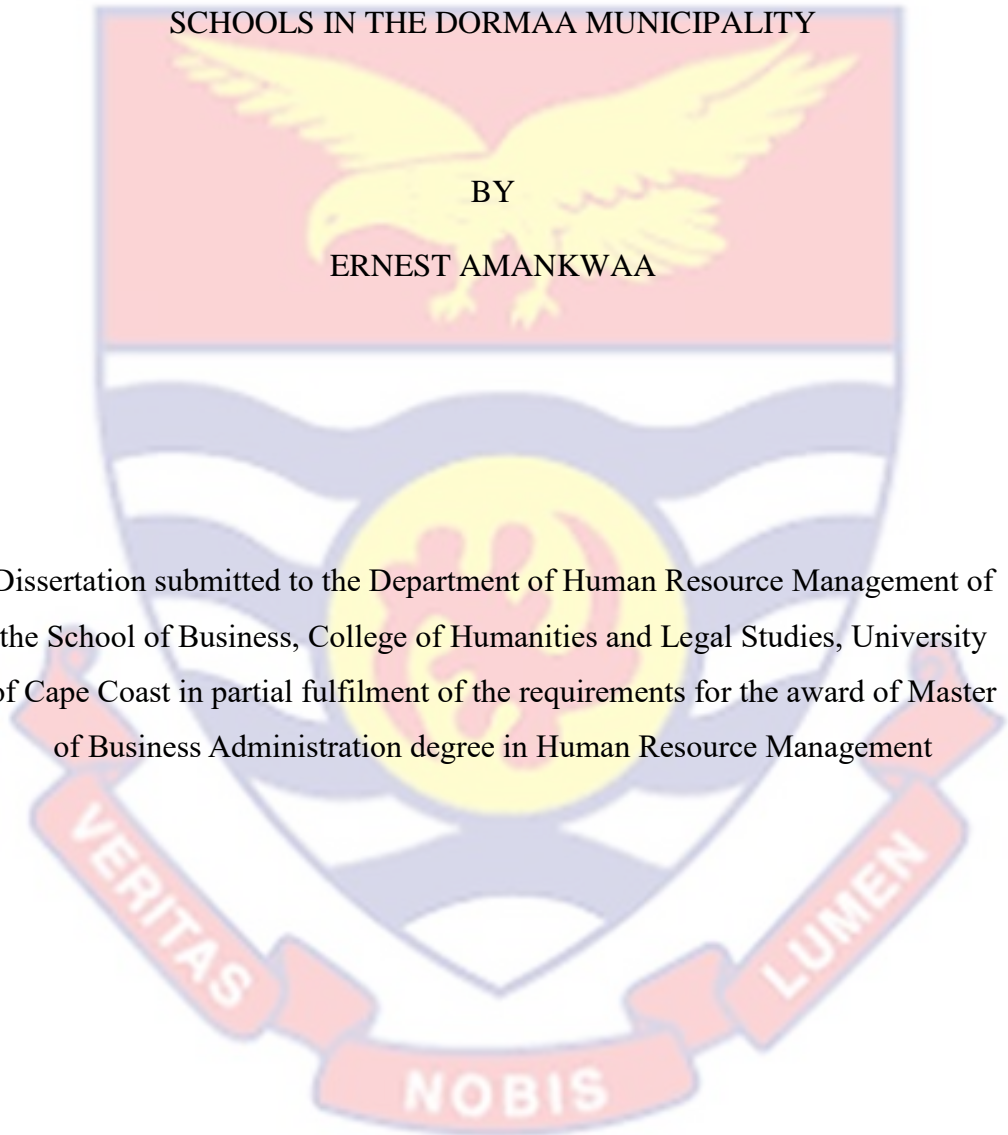 SCHOOLS IN THE DORMAA MUNICIPALITY
BY
ERNEST AMANKWAA
Dissertation submitted to the Department of Human Resource Management of
the School of Business, College of Humanities and Legal Studies, University
of Cape Coast in partial fulfilment of the requirements for the award of Master
of Business Administration degree in Human Resource Management
VERITAS
NOBIS
LUMEN